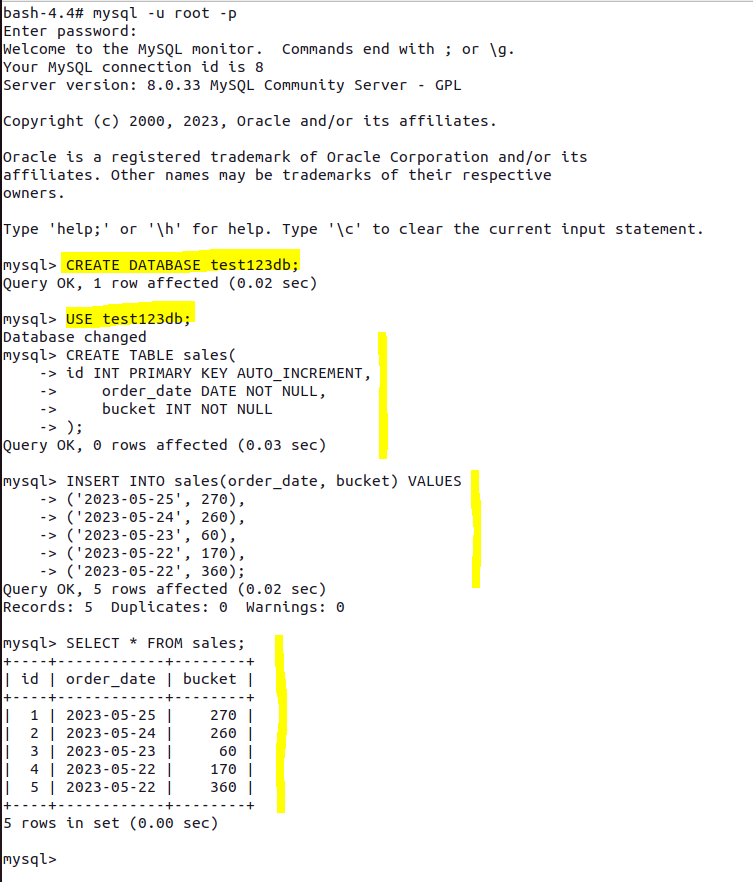 bash-4.4# mysql -u root -p
Enter password:
Welcome to the MySQL monitor.  Commands end with ; or \g.
Your MySQL connection id is 8
Server version: 8.0.33 MySQL Community Server - GPL

Copyright (c) 2000, 2023, Oracle and/or its affiliates.

Oracle is a registered trademark of Oracle Corporation and/or its
affiliates. Other names may be trademarks of their respective
owners.

Type 'help;' or '\h' for help. Type '\c' to clear the current input statement.

mysql> CREATE DATABASE test123db;
Query OK, 1 row affected (0.02 sec)

mysql> USE test123db;
Database changed
mysql> CREATE TABLE sales(
    -> id INT PRIMARY KEY AUTO_INCREMENT,
    ->     order_date DATE NOT NULL,
    ->     bucket INT NOT NULL
    -> );
Query OK, 0 rows affected (0.03 sec)

mysql> INSERT INTO sales(order_date, bucket) VALUES
    -> ('2023-05-25', 270),
    -> ('2023-05-24', 260),
    -> ('2023-05-23', 60),
    -> ('2023-05-22', 170),
    -> ('2023-05-22', 360);
Query OK, 5 rows affected (0.02 sec)
Records: 5  Duplicates: 0  Warnings: 0

mysql> SELECT * FROM sales;
+----+------------+--------+
| id | order_date | bucket |
+----+------------+--------+
|  1 | 2023-05-25 |    270 |
|  2 | 2023-05-24 |    260 |
|  3 | 2023-05-23 |     60 |
|  4 | 2023-05-22 |    170 |
|  5 | 2023-05-22 |    360 |
+----+------------+--------+
5 rows in set (0.00 sec)

mysql>